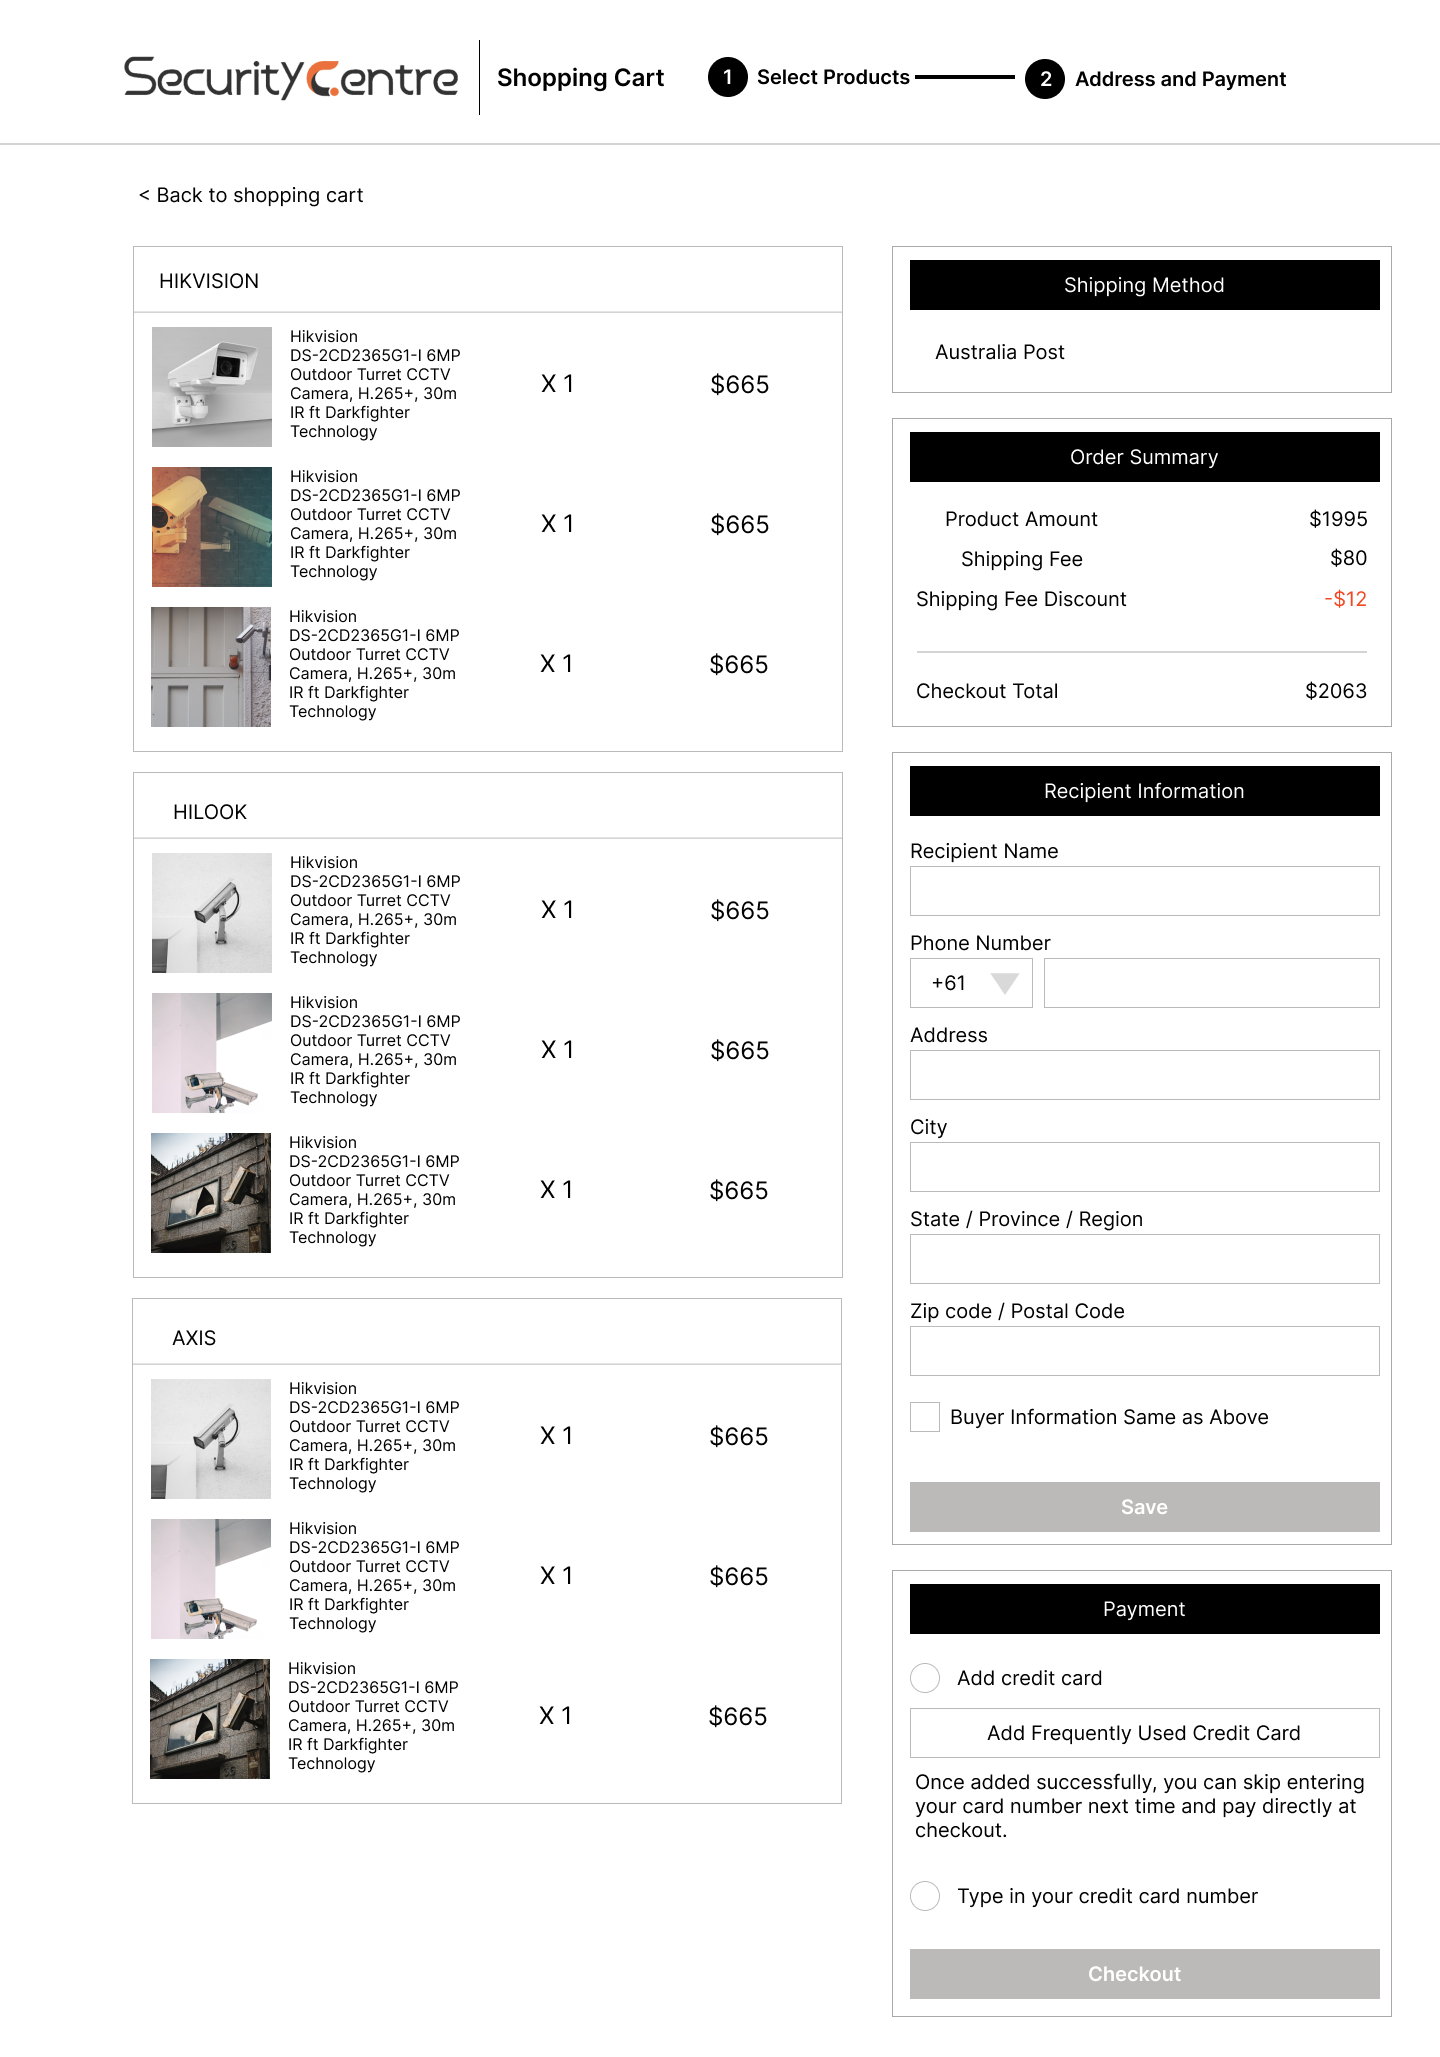 SecurityCentre
Shopping Cart
1 Select Products
2 Address and Payment
< Back to shopping cart
HIKVISION
Hikvision
DS-2CD2365G1-I 6MP
Outdoor Turret CCTV
Camera, H.265+, 30m
IR ft Darkfighter
Technology
X 1
$665
Hikvision
DS-2CD2365G1-I 6MP
Outdoor Turret CCTV
Camera, H.265+, 30m
IR ft Darkfighter
Technology
X 1
$665
Hikvision
DS-2CD2365G1-I 6MP
Outdoor Turret CCTV
Camera, H.265+, 30m
IR ft Darkfighter
Technology
X 1
$665
HILOOK
Hikvision
DS-2CD2365G1-I 6MP
Outdoor Turret CCTV
Camera, H.265+, 30m
IR ft Darkfighter
Technology
X 1
$665
Hikvision
DS-2CD2365G1-I 6MP
Outdoor Turret CCTV
Camera, H.265+, 30m
IR ft Darkfighter
Technology
X 1
$665
Hikvision
DS-2CD2365G1-I 6MP
Outdoor Turret CCTV
Camera, H.265+, 30m
IR ft Darkfighter
Technology
X 1
$665
AXIS
Hikvision
DS-2CD2365G1-I 6MP
Outdoor Turret CCTV
Camera, H.265+, 30m
IR ft Darkfighter
Technology
X 1
$665
Hikvision
DS-2CD2365G1-I 6MP
Outdoor Turret CCTV
Camera, H.265+, 30m
IR ft Darkfighter
Technology
X 1
$665
Hikvision
DS-2CD2365G1-I 6MP
Outdoor Turret CCTV
Camera, H.265+, 30m
IR ft Darkfighter
Technology
X 1
$665
Shipping Method
Australia Post
Order Summary
Product Amount $1995
Shipping Fee $80
Shipping Fee Discount -$12
Checkout Total $2063
Recipient Information
Recipient Name
Phone Number
+61
Address
City
State / Province / Region
Zip code / Postal Code
Buyer Information Same as Above
Save
Payment
Add credit card
Add Frequently Used Credit Card
Once added successfully, you can skip entering
your card number next time and pay directly at
checkout.
Type in your credit card number
Checkout